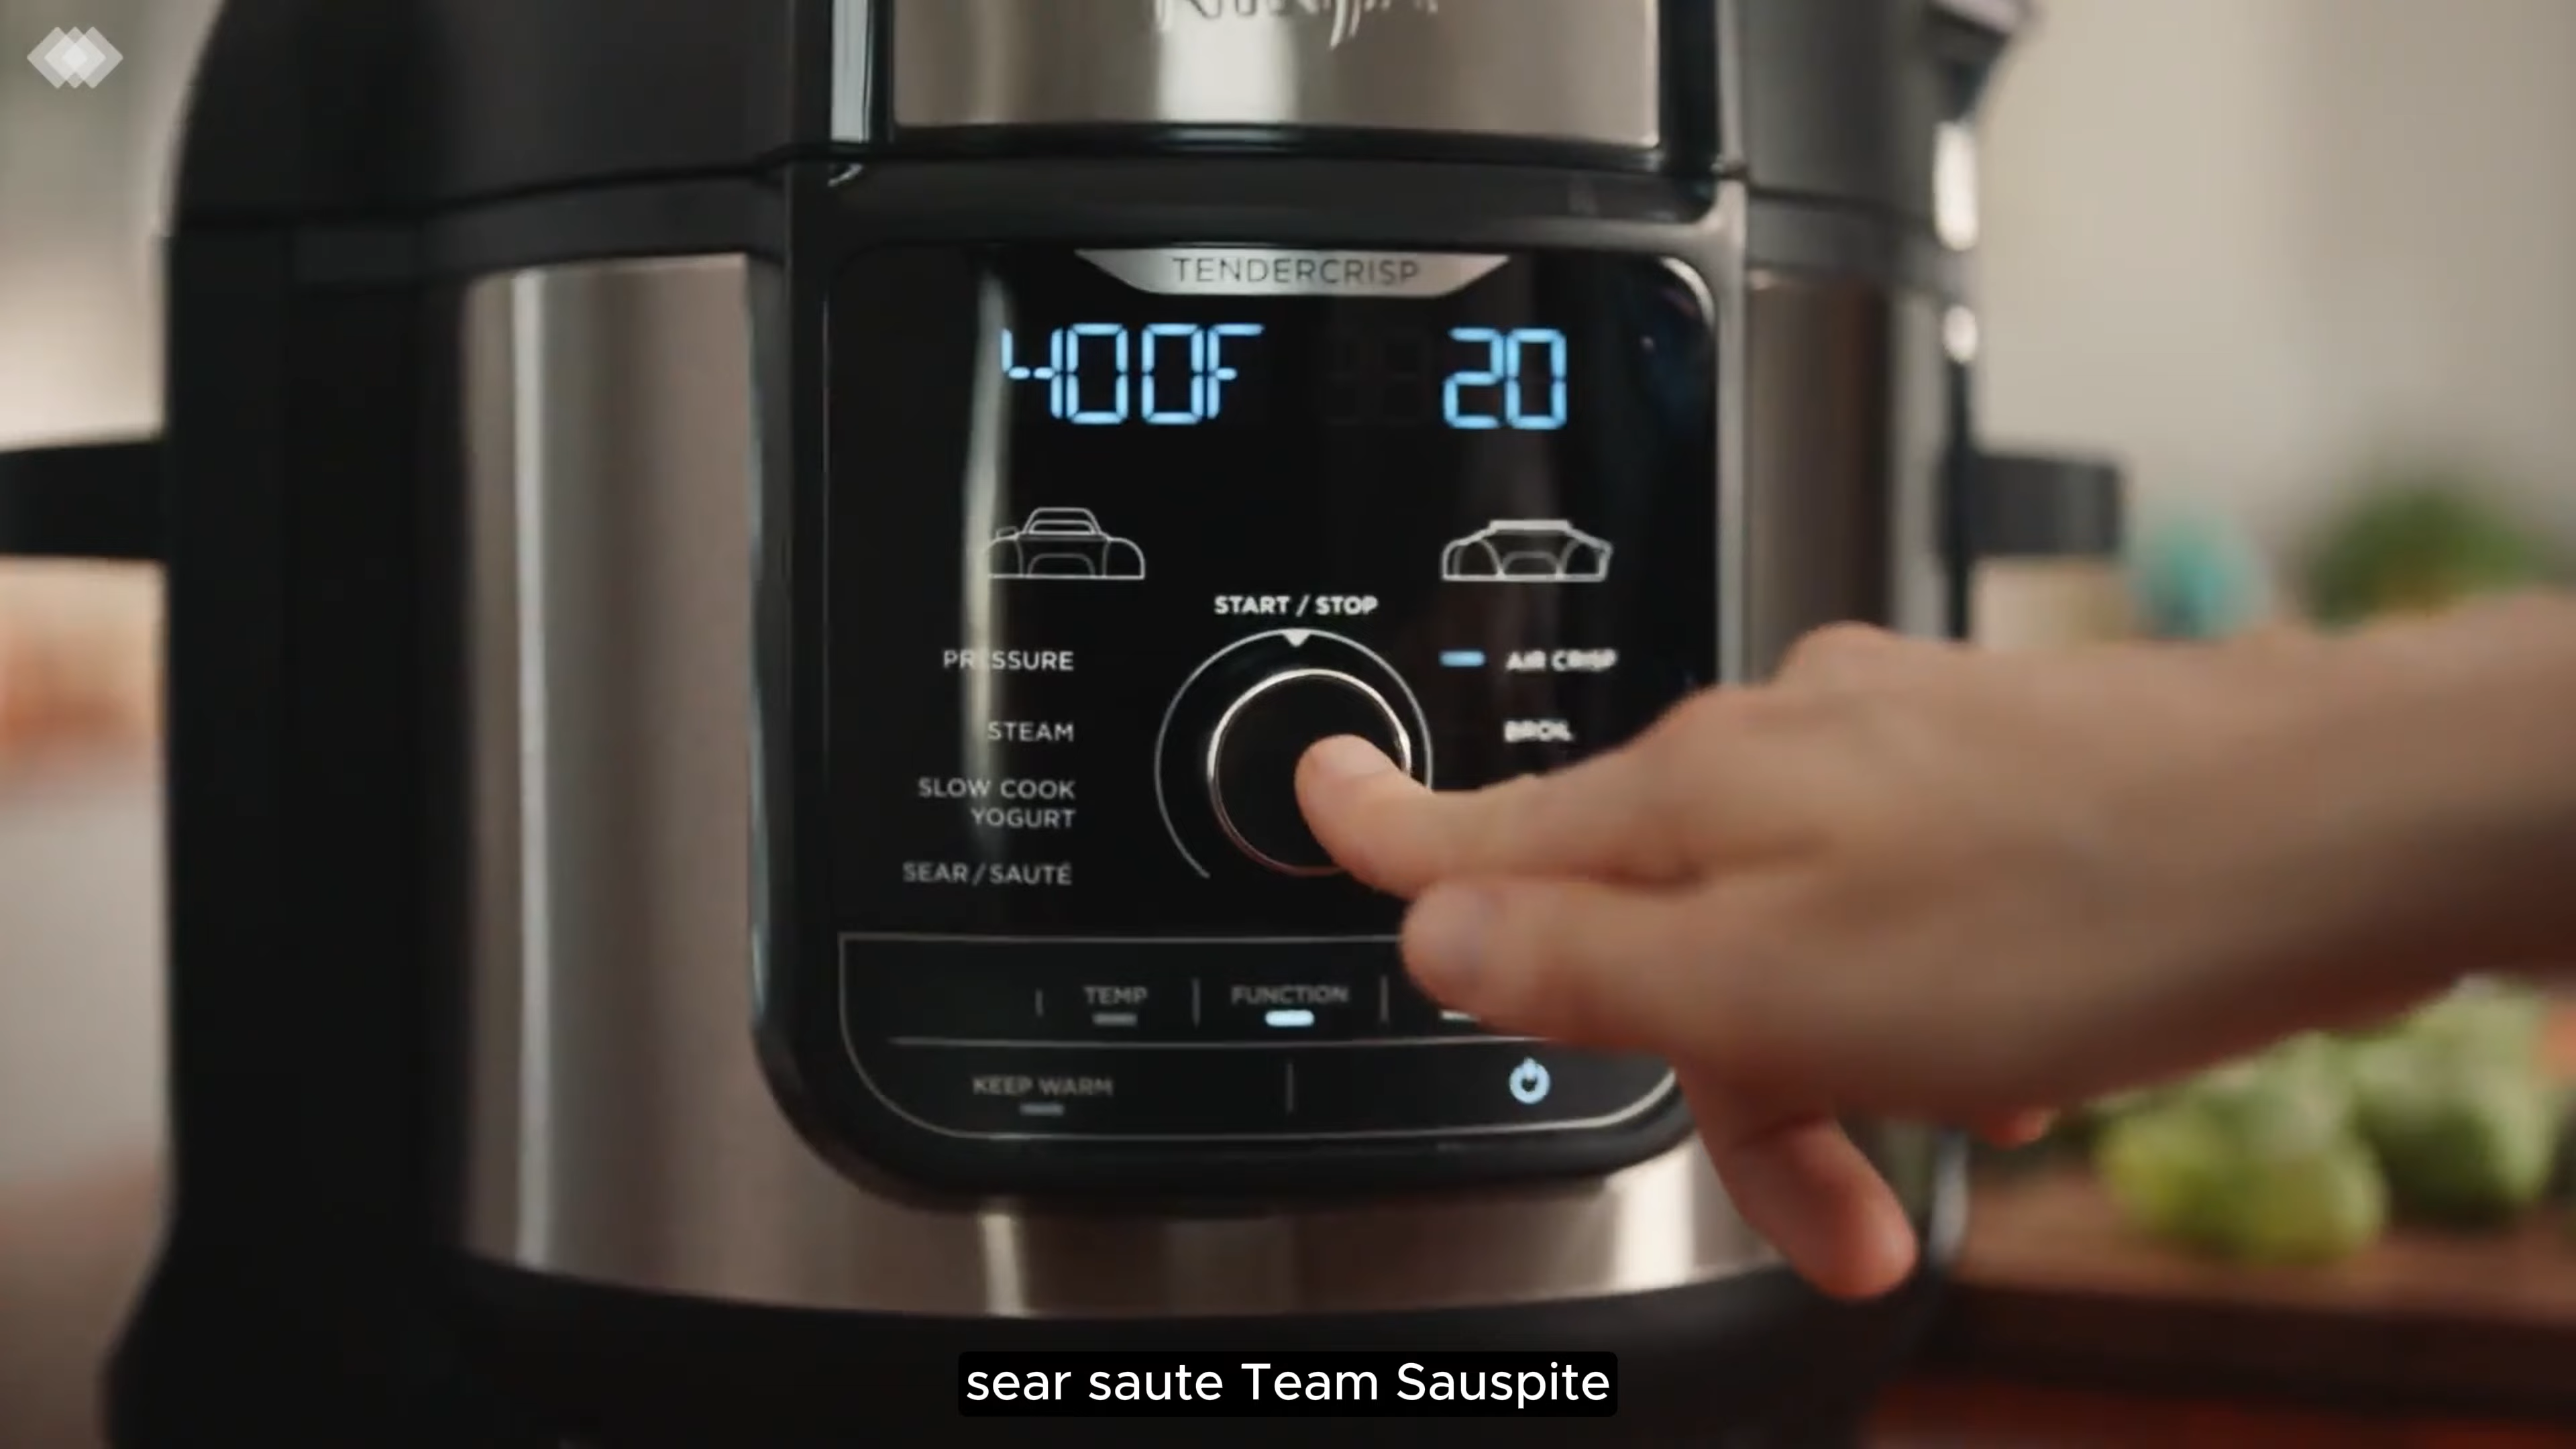 TENDERCRISP
400F 20
START / STOP
PRESSURE
AIR CRISP
STEAM
BROIL
SLOW COOK
YOGURT
SEAR / SAUTÉ
TEMP
FUNCTION
KEEP WARM
sear saute Team Sauspite